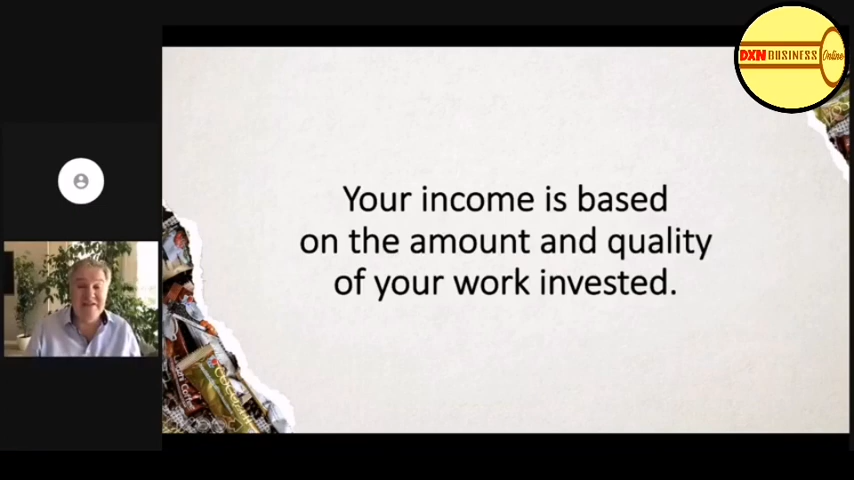 DXN BUSINESS Online
Your income is based
on the amount and quality
of your work invested.